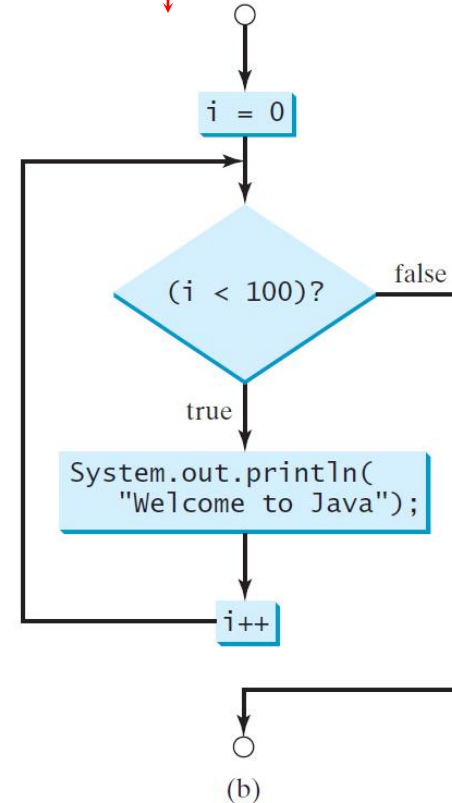 i = 0
(i < 100)?
false
true
System.out.println(
"Welcome to Java");
i++
(b)